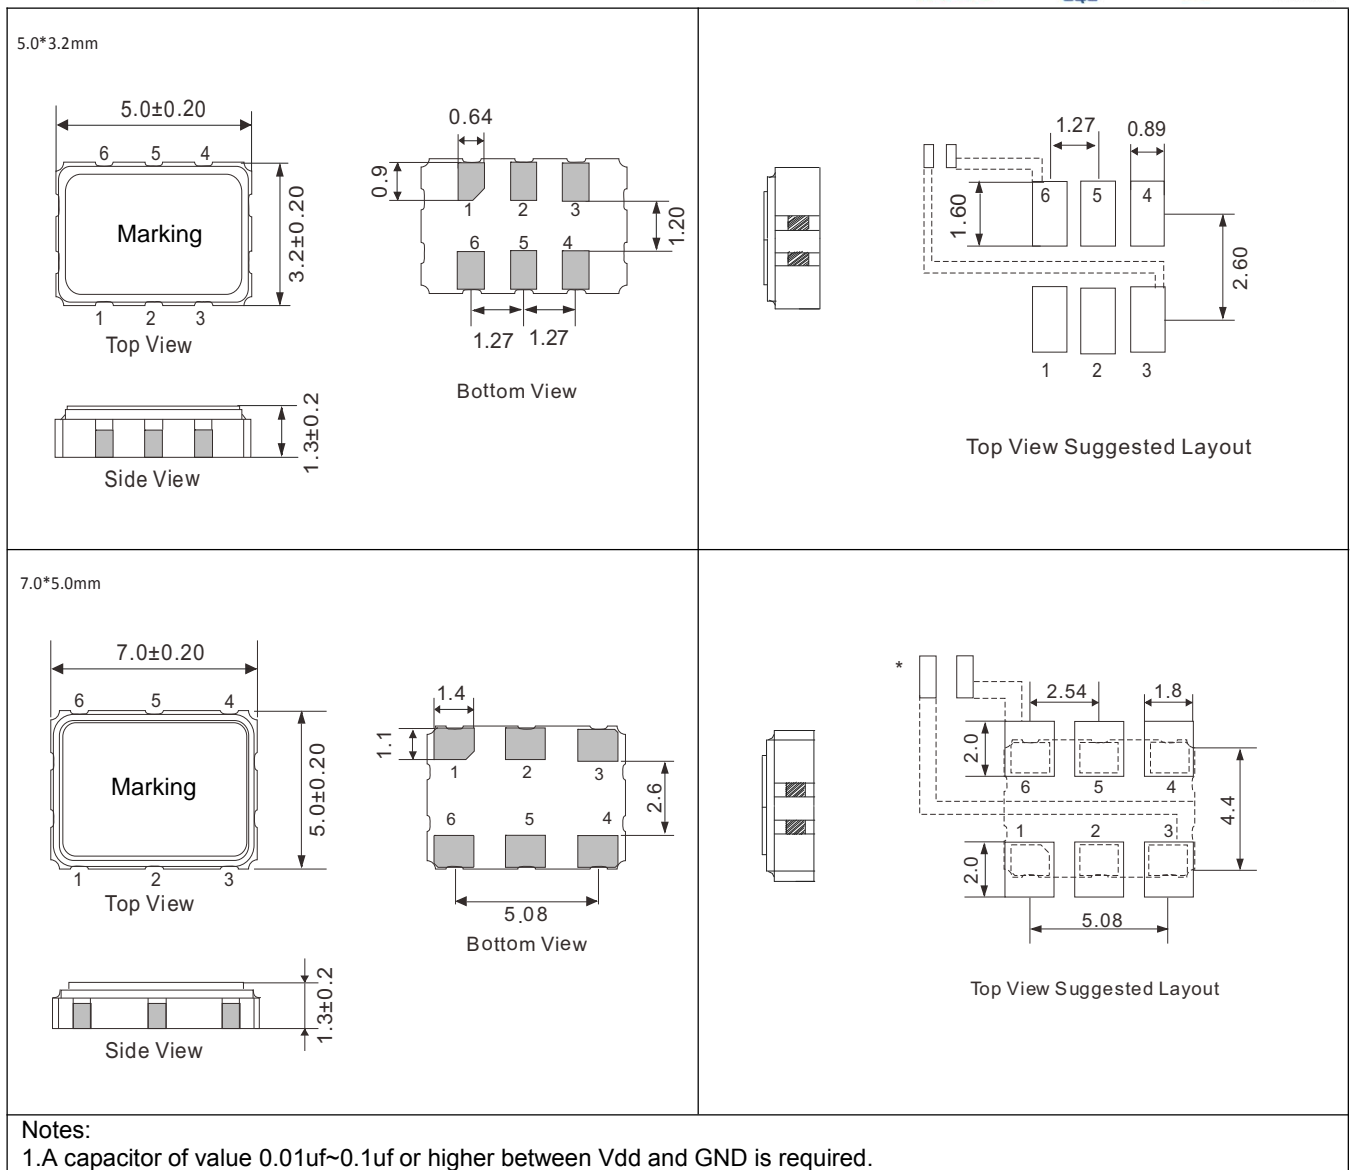 5.0*3.2mm
5.0±0.20
6 5 4
Marking
3.2±0.20
1 2 3
Top View
1.3±0.2
Side View
0.64
0.9
1 2 3
1.20
6 5 4
1.27 1.27
Bottom View
1.27 0.89
6 5 4
1.60
2.60
1 2 3
Top View Suggested Layout
7.0*5.0mm
7.0±0.20
6 5 4
Marking
5.0±0.20
1 2 3
Top View
1.3±0.2
Side View
1.4
1.1
1 2 3
2.6
6 5 4
5.08
Bottom View
*
2.54 1.8
2.0
6 5 4
4.4
1 2 3
2.0
5.08
Top View Suggested Layout
Notes:
1.A capacitor of value 0.01uf~0.1uf or higher between Vdd and GND is required.